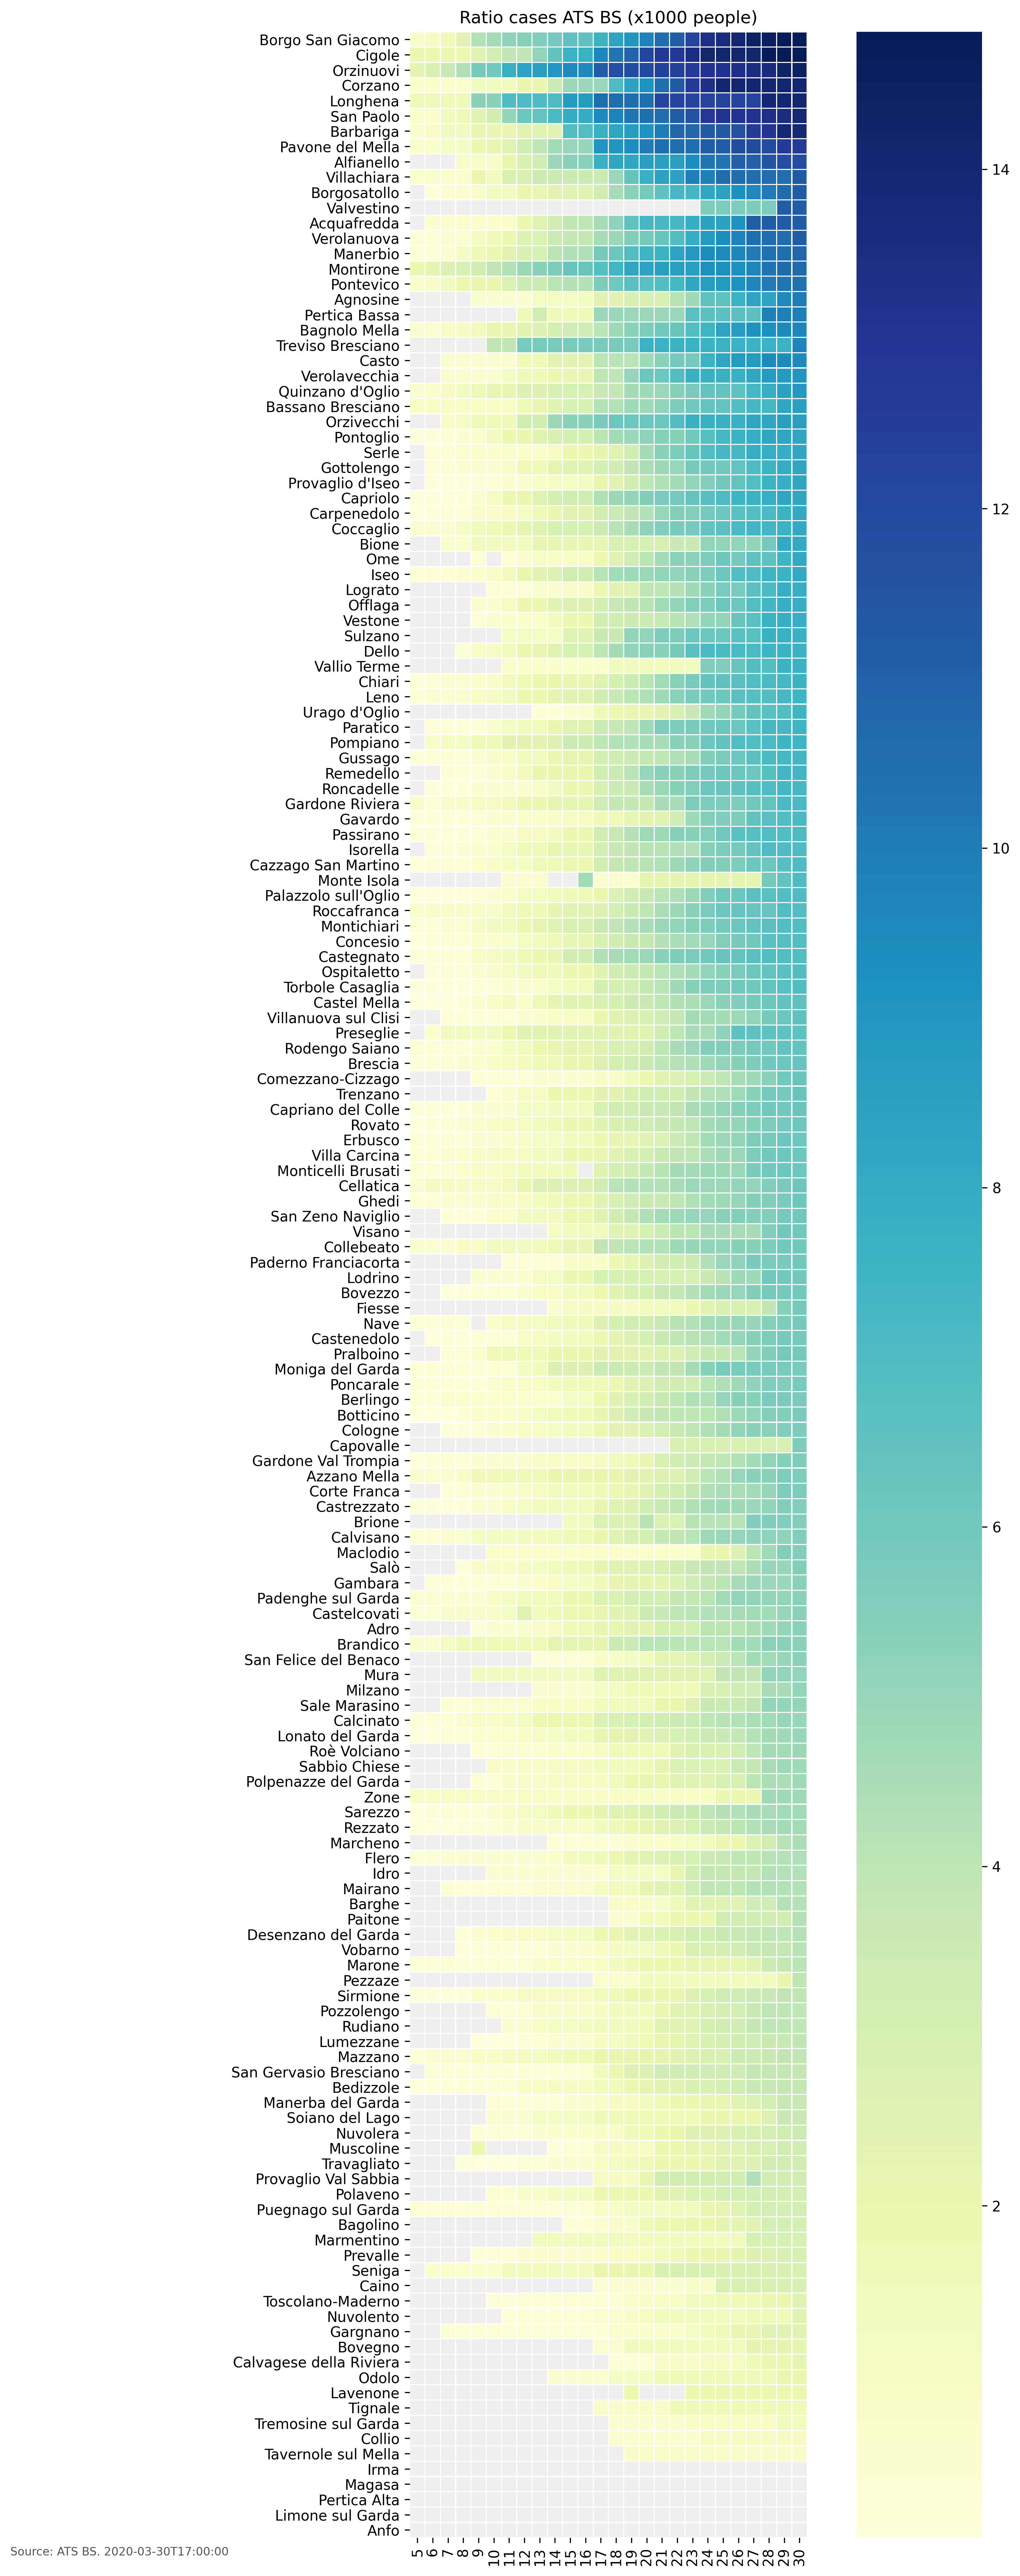 Ratio cases ATS BS (x1000 people)
Borgo San Giacomo
Cigole
Orzinuovi
Corzano
Longhena
San Paolo
Barbariga
Pavone del Mella
Alfianello
Villachiara
Borgosatollo
Valvestino
Acquafredda
Verolanuova
Manerbio
Montirone
Pontevico
Agnosine
Pertica Bassa
Bagnolo Mella
Treviso Bresciano
Casto
Verolavecchia
Quinzano d'Oglio
Bassano Bresciano
Orzivecchi
Pontoglio
Serle
Gottolengo
Provaglio d'Iseo
Capriolo
Carpenedolo
Coccaglio
Bione
Ome
Iseo
Lograto
Offlaga
Vestone
Sulzano
Dello
Vallio Terme
Chiari
Leno
Urago d'Oglio
Paratico
Pompiano
Gussago
Remedello
Roncadelle
Gardone Riviera
Gavardo
Passirano
Isorella
Cazzago San Martino
Monte Isola
Palazzolo sull'Oglio
Roccafranca
Montichiari
Concesio
Castegnato
Ospitaletto
Torbole Casaglia
Castel Mella
Villanuova sul Clisi
Preseglie
Rodengo Saiano
Brescia
Comezzano-Cizzago
Trenzano
Capriano del Colle
Rovato
Erbusco
Villa Carcina
Monticelli Brusati
Cellatica
Ghedi
San Zeno Naviglio
Visano
Collebeato
Paderno Franciacorta
Lodrino
Bovezzo
Fiesse
Nave
Castenedolo
Pralboino
Moniga del Garda
Poncarale
Berlingo
Botticino
Cologne
Capovalle
Gardone Val Trompia
Azzano Mella
Corte Franca
Castrezzato
Brione
Calvisano
Maclodio
Salò
Gambara
Padenghe sul Garda
Castelcovati
Adro
Brandico
San Felice del Benaco
Mura
Milzano
Sale Marasino
Calcinato
Lonato del Garda
Roè Volciano
Sabbio Chiese
Polpenazze del Garda
Zone
Sarezzo
Rezzato
Marcheno
Flero
Idro
Mairano
Barghe
Paitone
Desenzano del Garda
Vobarno
Marone
Pezzaze
Sirmione
Pozzolengo
Rudiano
Lumezzane
Mazzano
San Gervasio Bresciano
Bedizzole
Manerba del Garda
Soiano del Lago
Nuvolera
Muscoline
Travagliato
Provaglio Val Sabbia
Polaveno
Puegnago sul Garda
Bagolino
Marmentino
Prevalle
Seniga
Caino
Toscolano-Maderno
Nuvolento
Gargnano
Bovegno
Calvagese della Riviera
Odolo
Lavenone
Tignale
Tremosine sul Garda
Collio
Tavernole sul Mella
Irma
Magasa
Pertica Alta
Limone sul Garda
Anfo
5 6 7 8 9 10 11 12 13 14 15 16 17 18 19 20 21 22 23 24 25 26 27 28 29 30
14
12
10
8
6
4
2
Source: ATS BS. 2020-03-30T17:00:00